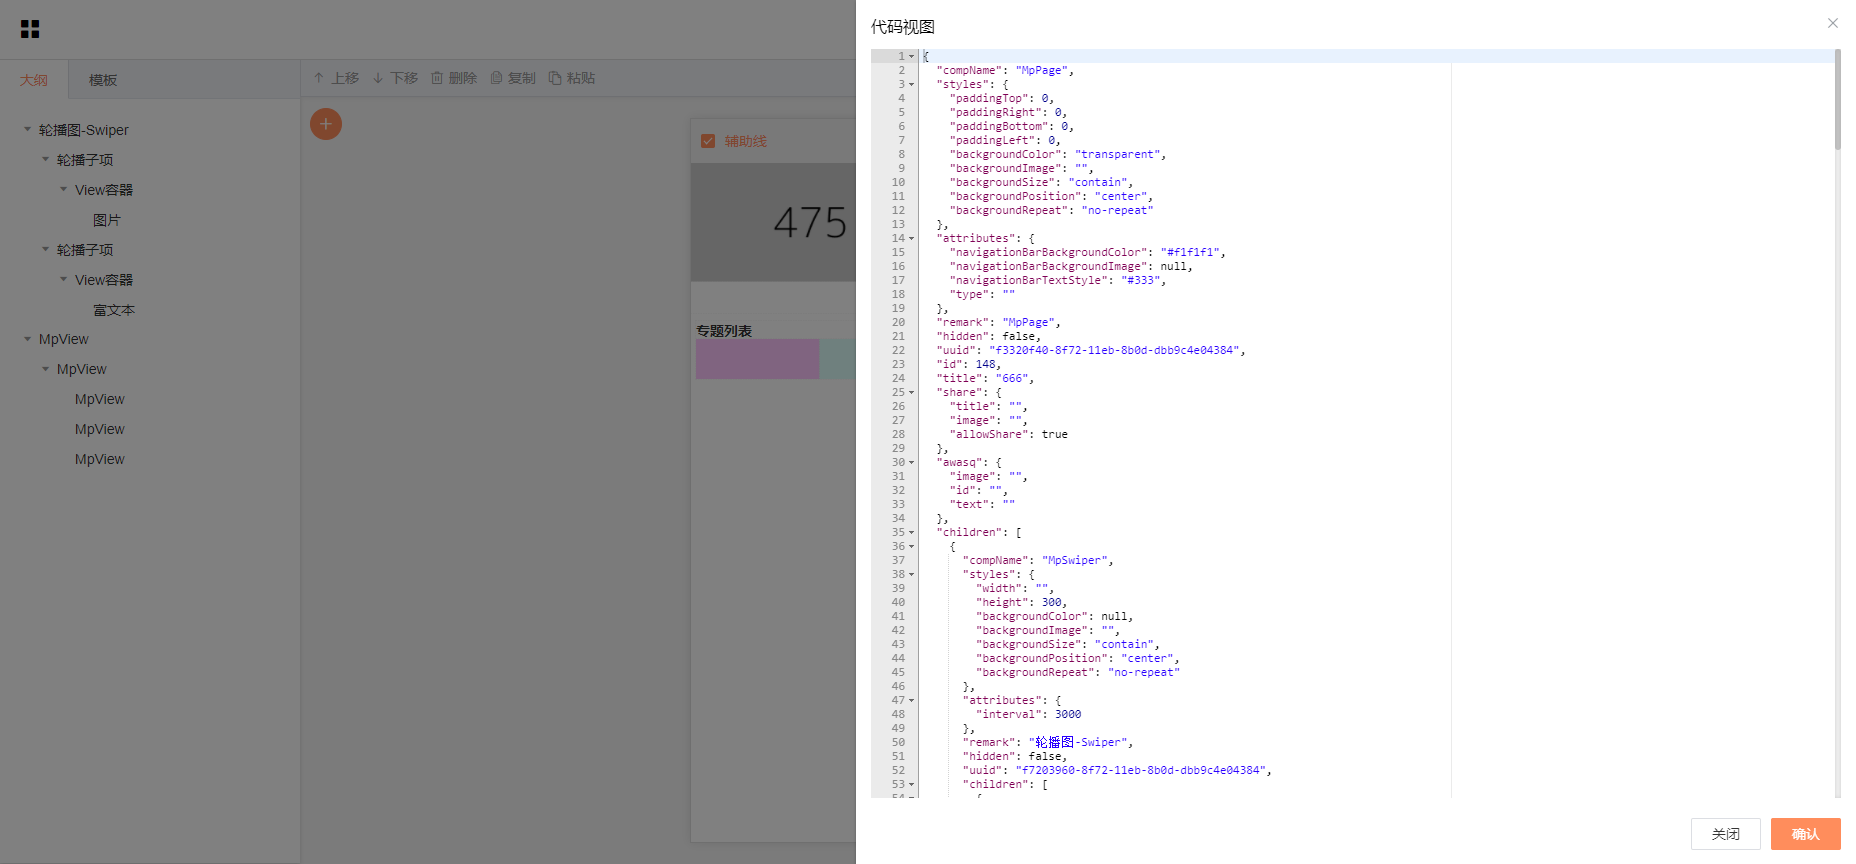 大纲
模板
上移
下移
删除
复制
粘贴
轮播图-Swiper
轮播子项
View容器
图片
轮播子项
View容器
富文本
MpView
MpView
MpView
MpView
MpView
辅助线
475
专题列表
代码视图
1 {
2 "compName": "MpPage",
3 "styles": {
4 "paddingTop": 0,
5 "paddingRight": 0,
6 "paddingBottom": 0,
7 "paddingLeft": 0,
8 "backgroundColor": "transparent",
9 "backgroundImage": "",
10 "backgroundSize": "contain",
11 "backgroundPosition": "center",
12 "backgroundRepeat": "no-repeat"
13 },
14 "attributes": {
15 "navigationBarBackgroundColor": "#f1f1f1",
16 "navigationBarBackgroundImage": null,
17 "navigationBarTextStyle": "#333",
18 "type": ""
19 },
20 "remark": "MpPage",
21 "hidden": false,
22 "uuid": "f3320f40-8f72-11eb-8b0d-dbb9c4e04384",
23 "id": 148,
24 "title": "666",
25 "share": {
26 "title": "",
27 "image": "",
28 "allowShare": true
29 },
30 "awasq": {
31 "image": "",
32 "id": "",
33 "text": ""
34 },
35 "children": [
36 {
37 "compName": "MpSwiper",
38 "styles": {
39 "width": "",
40 "height": 300,
41 "backgroundColor": null,
42 "backgroundImage": "",
43 "backgroundSize": "contain",
44 "backgroundPosition": "center",
45 "backgroundRepeat": "no-repeat"
46 },
47 "attributes": {
48 "interval": 3000
49 },
50 "remark": "轮播图-Swiper",
51 "hidden": false,
52 "uuid": "f7203960-8f72-11eb-8b0d-dbb9c4e04384",
53 "children": [
54 {
关闭
确认